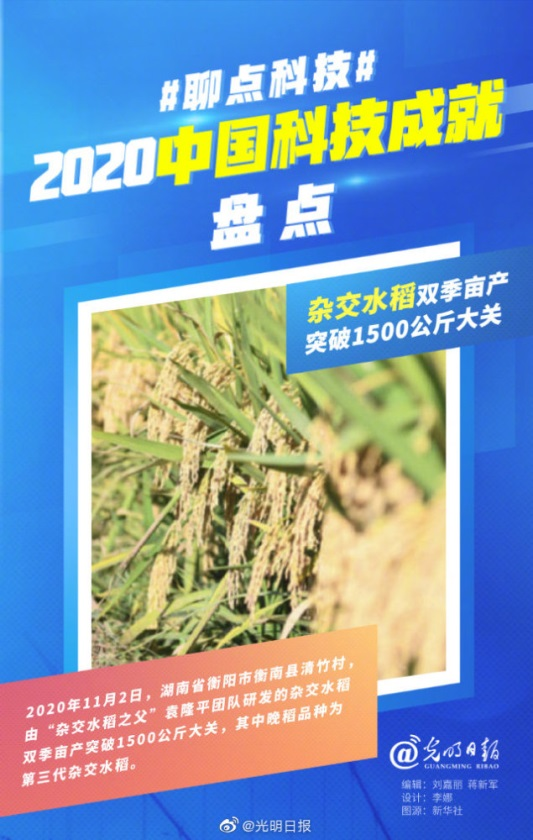 #聊点科技#
2020中国科技成就
盘点
杂交水稻双季亩产
突破1500公斤大关
2020年11月2日，湖南省衡阳市衡南县清竹村，
由“杂交水稻之父”袁隆平团队研发的杂交水稻
双季亩产突破1500公斤大关，其中晚稻品种为
第三代杂交水稻。
光明日报
GUANGMING RIBAO
编辑：刘嘉丽 蒋新军
设计：李娜
图源：新华社
@光明日报